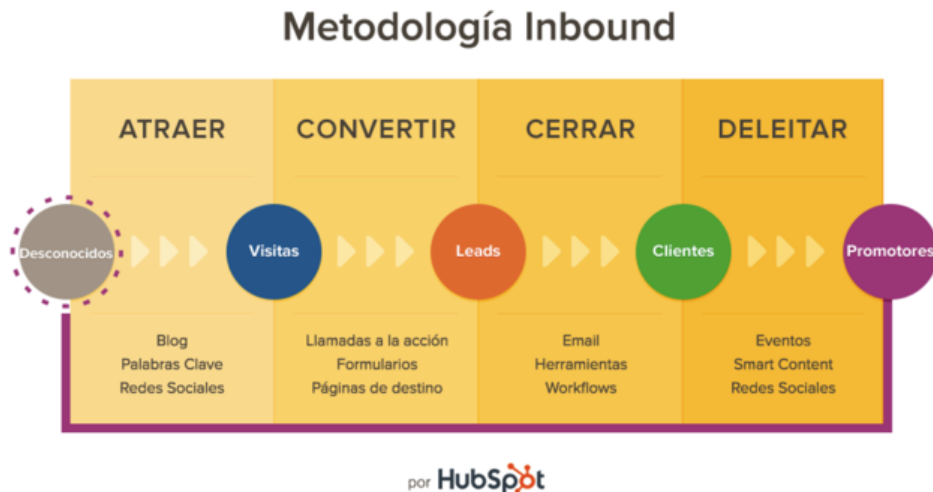 Metodología Inbound
ATRAER
CONVERTIR
CERRAR
DELEITAR
Desconocidos
Visitas
Leads
Clientes
Promotores
Blog
Palabras Clave
Redes Sociales
Llamadas a la acción
Formularios
Páginas de destino
Email
Herramientas
Workflows
Eventos
Smart Content
Redes Sociales
por HubSpot